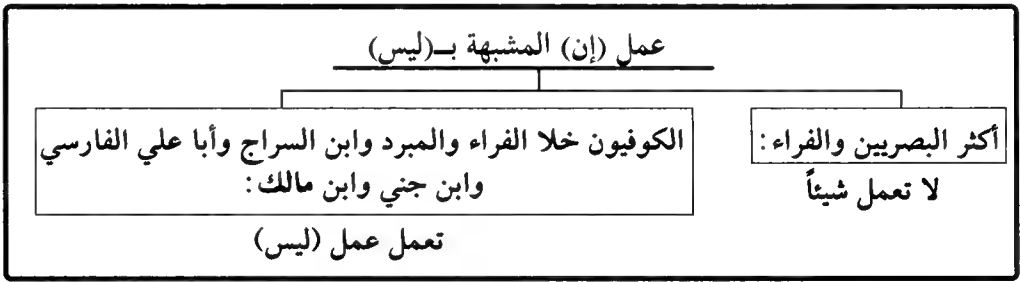 عمل (إن) المشبهة بـ(ليس)
أكثر البصريين والفراء:
لا تعمل شيئاً
الكوفيون خلا الفراء والمبرد وابن السراج وأبا علي الفارسي
وابن جني وابن مالك:
تعمل عمل (ليس)